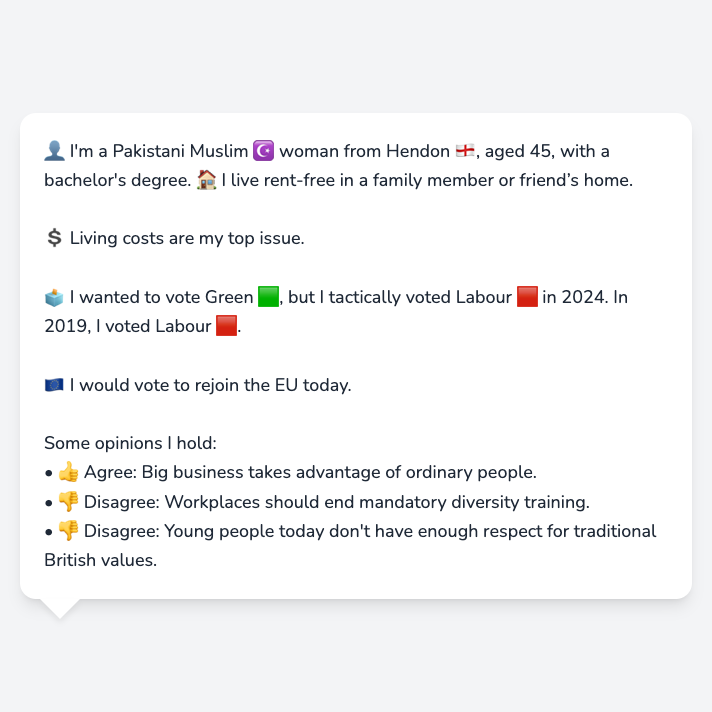 👤 I'm a Pakistani Muslim ☪️ woman from Hendon 🏴󠁧󠁢󠁥󠁮󠁧󠁿, aged 45, with a
bachelor's degree. 🏠 I live rent-free in a family member or friend’s home.
💲 Living costs are my top issue.
🗳️ I wanted to vote Green 🟩, but I tactically voted Labour 🟥 in 2024. In
2019, I voted Labour 🟥.
🇪🇺 I would vote to rejoin the EU today.
Some opinions I hold:
• 👍 Agree: Big business takes advantage of ordinary people.
• 👎 Disagree: Workplaces should end mandatory diversity training.
• 👎 Disagree: Young people today don't have enough respect for traditional
British values.